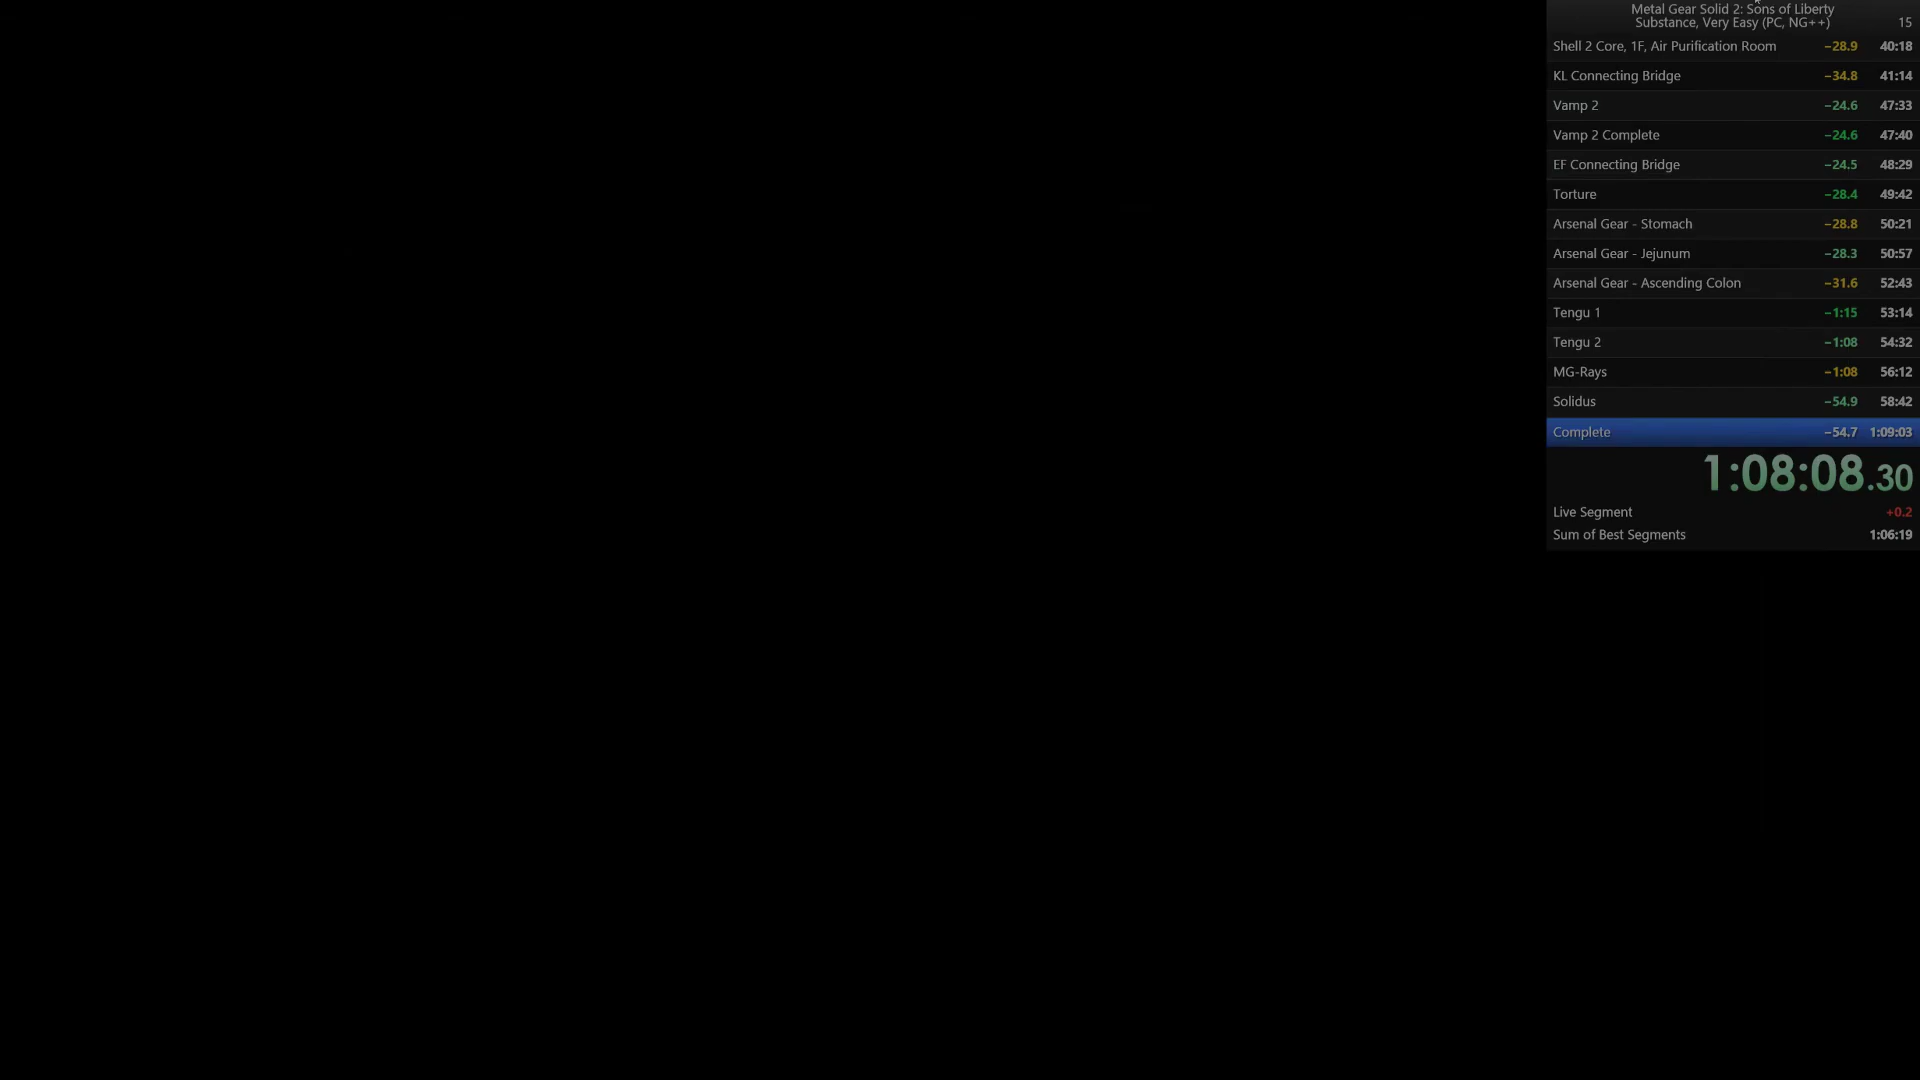 Metal Gear Solid 2: Sons of Liberty
Substance, Very Easy (PC, NG++) 15
Shell 2 Core, 1F, Air Purification Room −28.9 40:18
KL Connecting Bridge −34.8 41:14
Vamp 2 −24.6 47:33
Vamp 2 Complete −24.6 47:40
EF Connecting Bridge −24.5 48:29
Torture −28.4 49:42
Arsenal Gear - Stomach −28.8 50:21
Arsenal Gear - Jejunum −28.3 50:57
Arsenal Gear - Ascending Colon −31.6 52:43
Tengu 1 −1:15 53:14
Tengu 2 −1:08 54:32
MG-Rays −1:08 56:12
Solidus −54.9 58:42
Complete −54.7 1:09:03
1:08:08.30
Live Segment +0.2
Sum of Best Segments 1:06:19